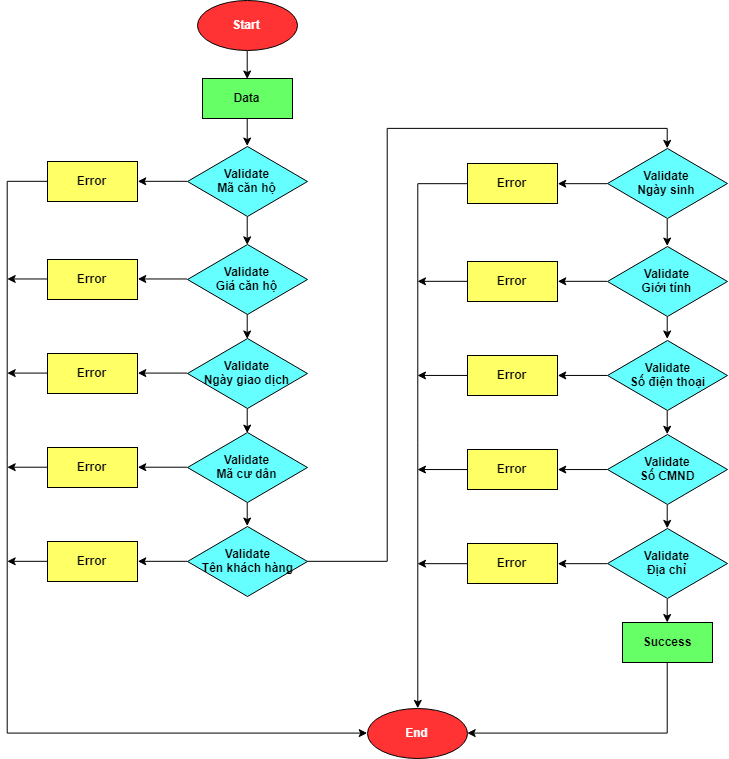 Start
Data
Error
Validate
Mã căn hộ
Error
Validate
Giá căn hộ
Error
Validate
Ngày giao dịch
Error
Validate
Mã cư dân
Error
Validate
Tên khách hàng
Error
Validate
Ngày sinh
Error
Validate
Giới tính
Error
Validate
Số điện thoại
Error
Validate
Số CMND
Error
Validate
Địa chỉ
Success
End